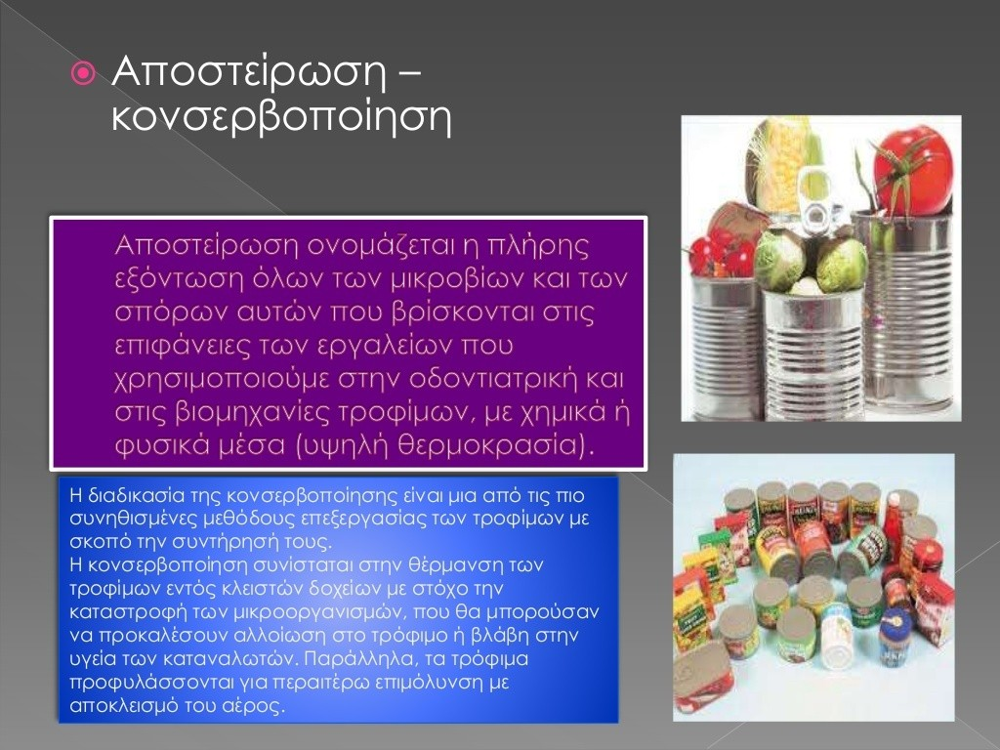 Αποστείρωση –
κονσερβοποίηση
Αποστείρωση ονομάζεται η πλήρης
εξόντωση όλων των μικροβίων και των
σπόρων αυτών που βρίσκονται στις
επιφάνειες των εργαλείων που
χρησιμοποιούμε στην οδοντιατρική και
στις βιομηχανίες τροφίμων, με χημικά ή
φυσικά μέσα (υψηλή θερμοκρασία).
Η διαδικασία της κονσερβοποίησης είναι μια από τις πιο
συνηθισμένες μεθόδους επεξεργασίας των τροφίμων με
σκοπό την συντήρησή τους.
Η κονσερβοποίηση συνίσταται στην θέρμανση των
τροφίμων εντός κλειστών δοχείων με στόχο την
καταστροφή των μικροοργανισμών, που θα μπορούσαν
να προκαλέσουν αλλοίωση στο τρόφιμο ή βλάβη στην
υγεία των καταναλωτών. Παράλληλα, τα τρόφιμα
προφυλάσσονται για περαιτέρω επιμόλυνση με
αποκλεισμό του αέρος.